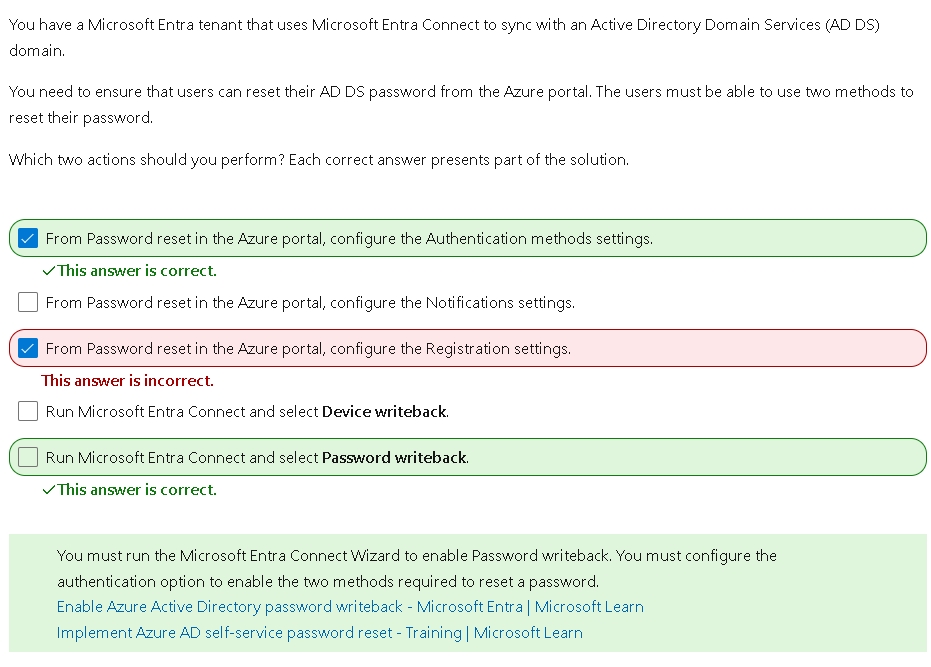 You have a Microsoft Entra tenant that uses Microsoft Entra Connect to sync with an Active Directory Domain Services (AD DS)
domain.
You need to ensure that users can reset their AD DS password from the Azure portal. The users must be able to use two methods to
reset their password.
Which two actions should you perform? Each correct answer presents part of the solution.
From Password reset in the Azure portal, configure the Authentication methods settings.
This answer is correct.
From Password reset in the Azure portal, configure the Notifications settings.
From Password reset in the Azure portal, configure the Registration settings.
This answer is incorrect.
Run Microsoft Entra Connect and select Device writeback.
Run Microsoft Entra Connect and select Password writeback.
This answer is correct.
You must run the Microsoft Entra Connect Wizard to enable Password writeback. You must configure the
authentication option to enable the two methods required to reset a password.
Enable Azure Active Directory password writeback - Microsoft Entra | Microsoft Learn
Implement Azure AD self-service password reset - Training | Microsoft Learn